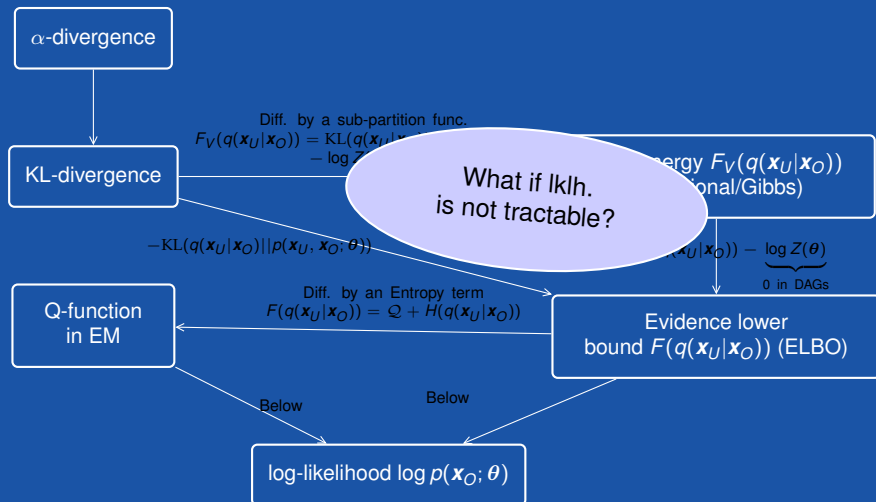 α-divergence
Diff. by a sub-partition func.
F_V(q(x_U|x_O)) = KL(q(x_U|
− log Z
KL-divergence
What if lklh.
is not tractable?
ergy F_V(q(x_U|x_O))
ional/Gibbs)
−KL(q(x_U|x_O)||p(x_U, x_O; θ))
(x_U|x_O)) − log Z(θ)
0 in DAGs
Diff. by an Entropy term
F(q(x_U|x_O)) = Q + H(q(x_U|x_O))
Q-function
in EM
Evidence lower
bound F(q(x_U|x_O)) (ELBO)
Below
Below
log-likelihood log p(x_O; θ)